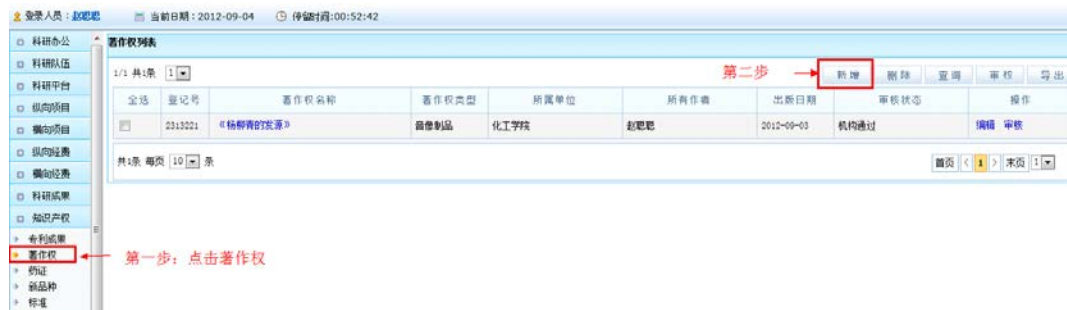 登录人员：赵聪聪 当前日期：2012-09-04 停留时间:00:52:42
科研办公
科研队伍
科研平台
纵向项目
横向项目
纵向经费
横向经费
科研成果
知识产权
专利成果
著作权
药证
新品种
标准
著作权列表
1/1 共1条 1
第二步
新增 删除 查询 审核 导出
全选 登记号 著作权名称 著作权类型 所属单位 所有作者 出版日期 审核状态 操作
2313221 《杨柳青的发源》 音像制品 化工学院 赵聪聪 2012-09-03 机构通过 编辑 审核
共1条 每页 10 条
首页 < 1 > 末页 1
第一步：点击著作权